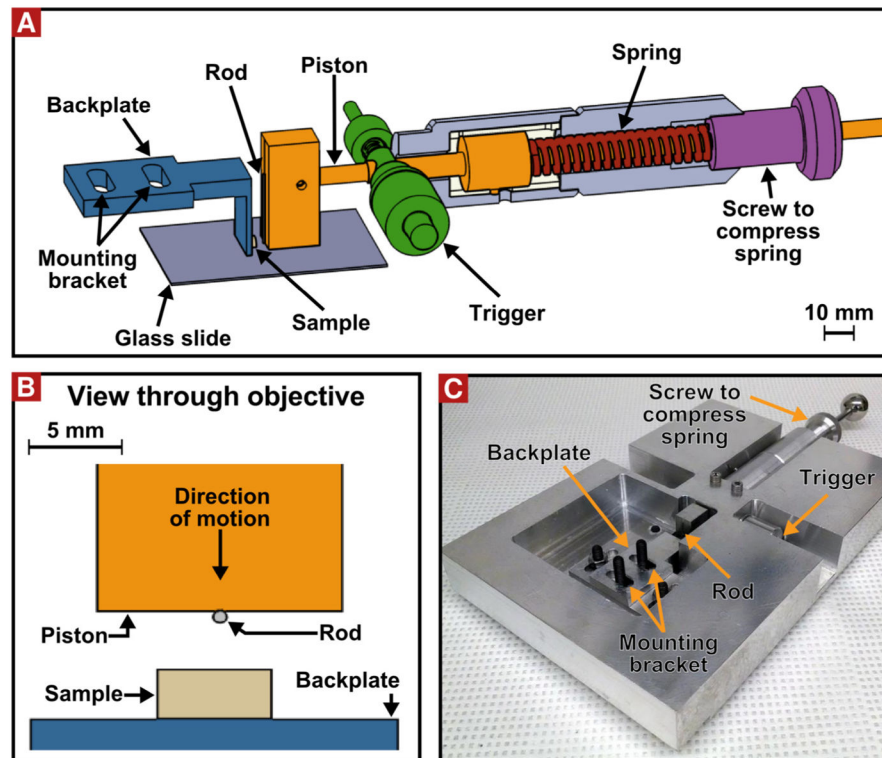 A
Spring
Piston
Rod
Backplate
Mounting
bracket
Glass slide
Sample
Trigger
Screw to
compress
spring
10 mm
B
View through objective
5 mm
Direction
of motion
Piston
Rod
Sample
Backplate
C
Screw to
compress
spring
Backplate
Trigger
Rod
Mounting
bracket